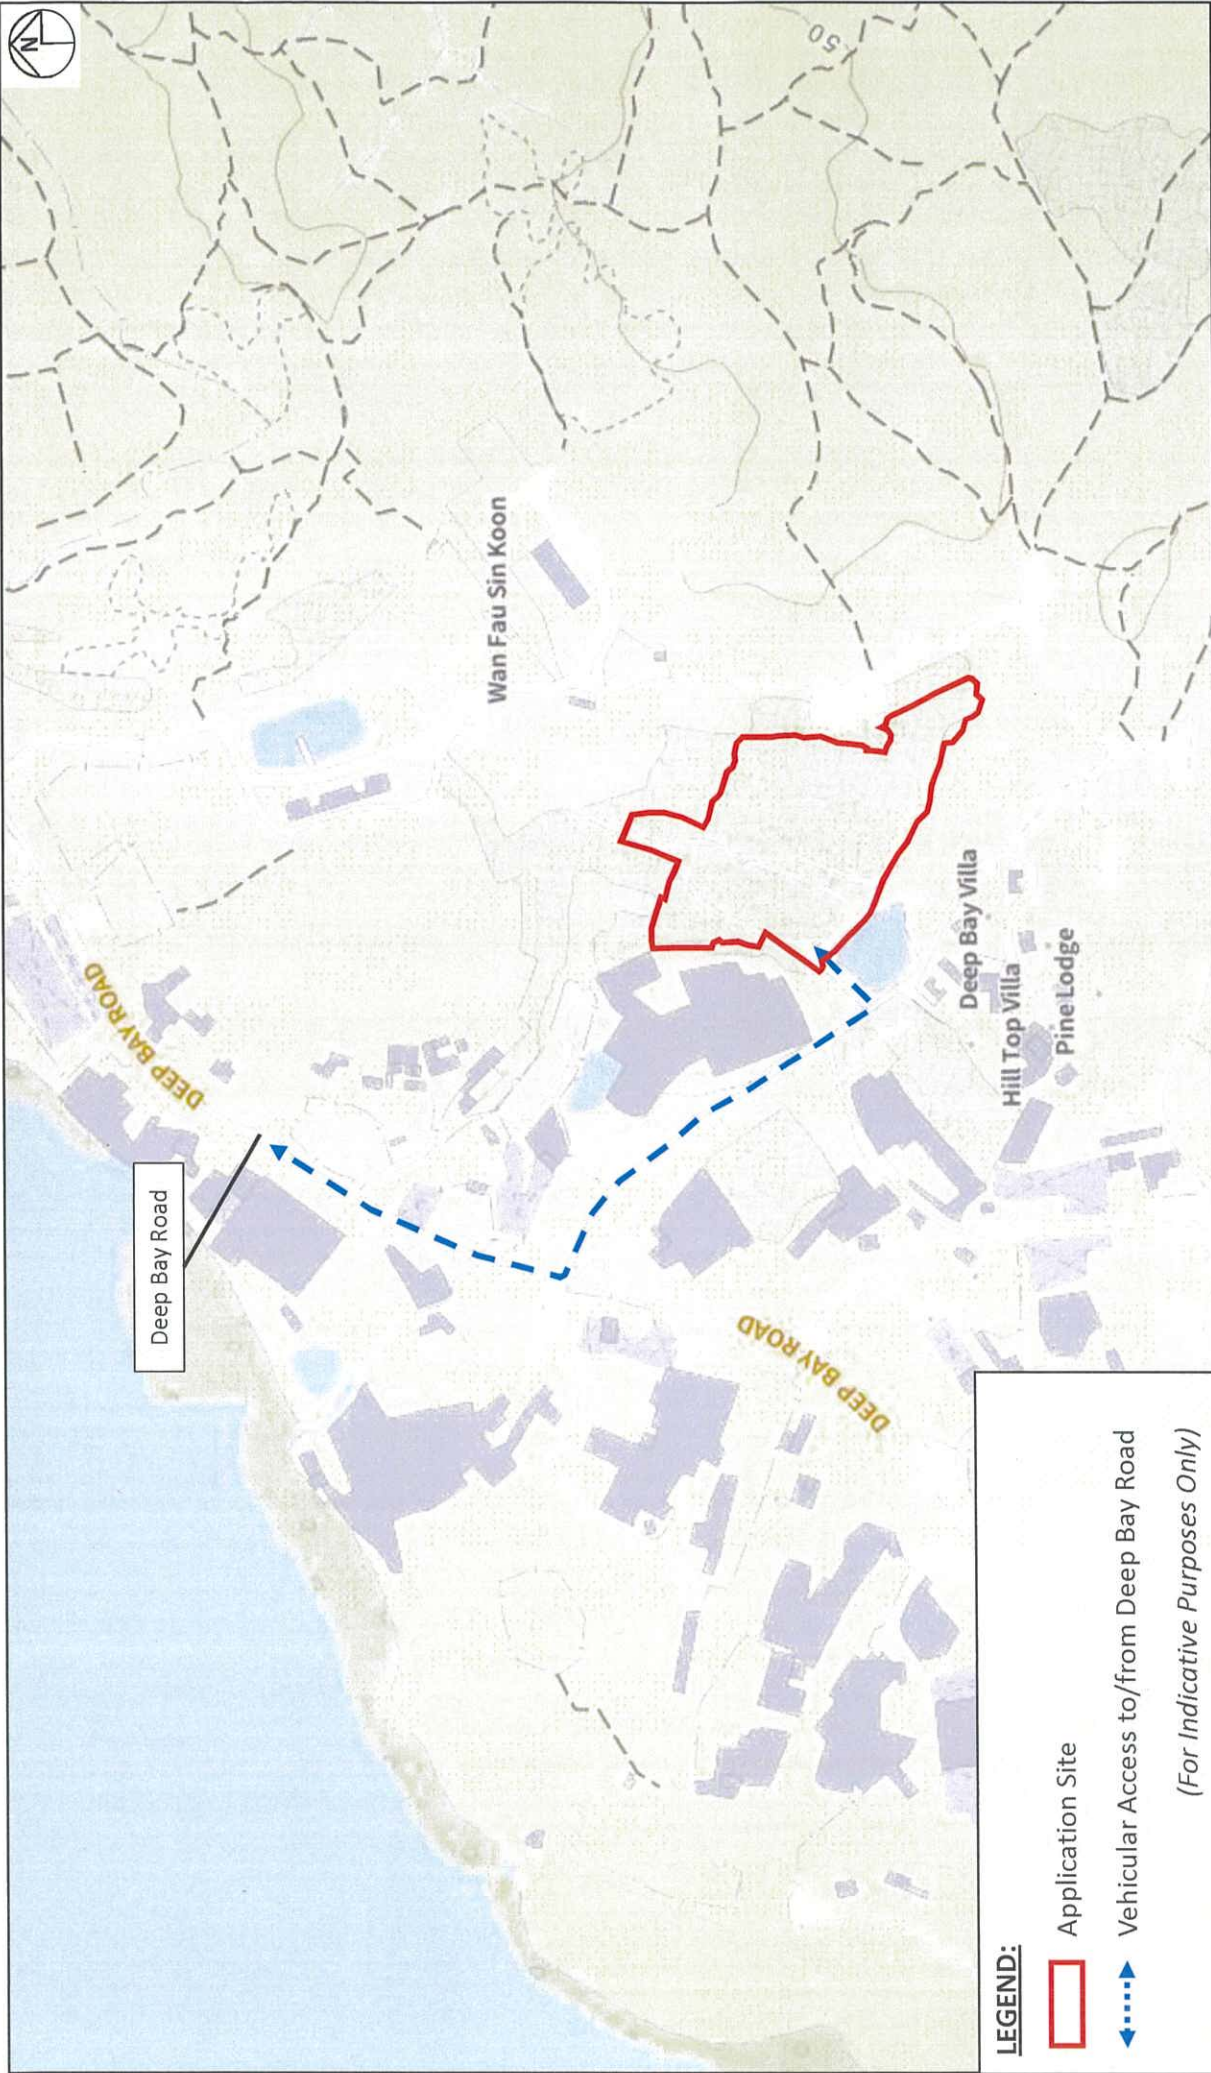 N
50
Wan Fau Sin Koon
DEEP BAY ROAD
Deep Bay Road
Deep Bay Villa
Hill Top Villa
Pine Lodge
DEEP BAY ROAD
LEGEND:
Application Site
Vehicular Access to/from Deep Bay Road
(For Indicative Purposes Only)